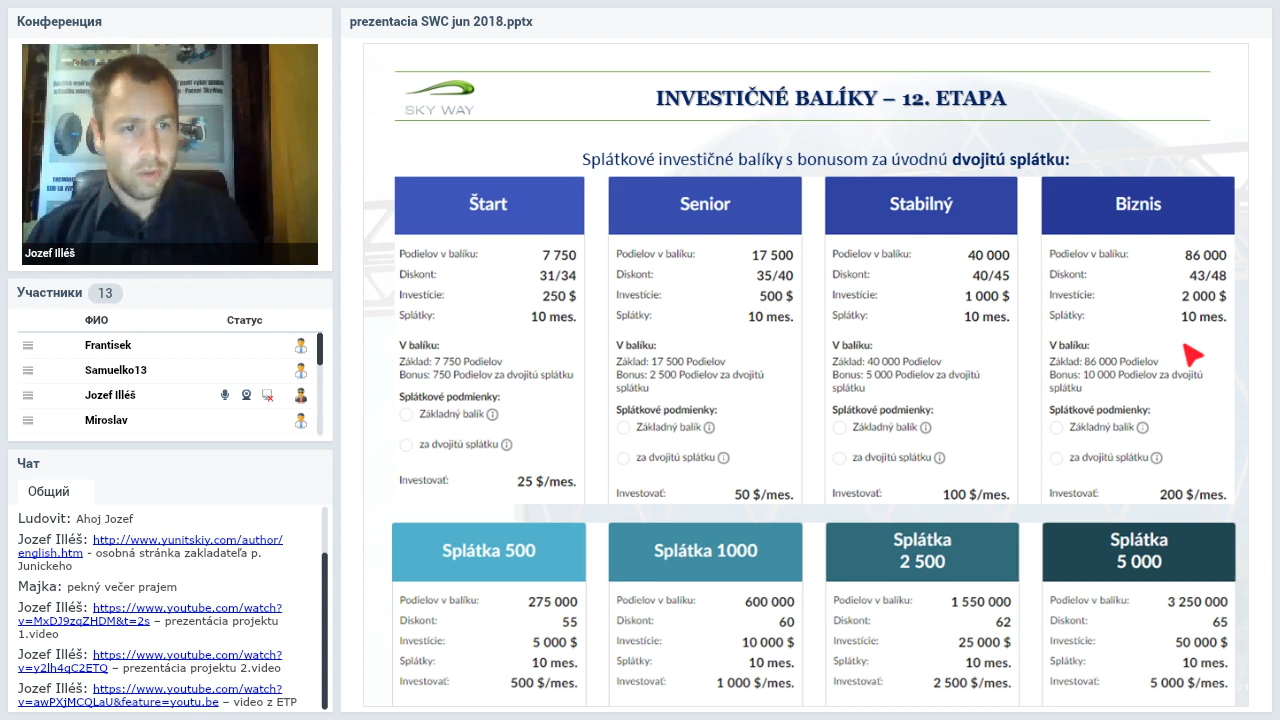 Конференция
Jozef Illéš
Участники 13
ФИО Статус
Frantisek
Samuelko13
Jozef Illéš
Miroslav
Чат
Общий
Ludovit: Ahoj Jozef
Jozef Illéš: http://www.yunitskiy.com/author/
english.htm - osobná stránka zakladateľa p.
Junickeho
Majka: pekný večer prajem
Jozef Illéš: https://www.youtube.com/watch?
v=MxDJ9zqZHDM&t=2s – prezentácia projektu
1.video
Jozef Illéš: https://www.youtube.com/watch?
v=y2lh4qC2ETQ – prezentácia projektu 2.video
Jozef Illéš: https://www.youtube.com/watch?
v=awPXjMCQLaU&feature=youtu.be – video z ETP
prezentacia SWC jun 2018.pptx
SKY WAY
INVESTIČNÉ BALÍKY – 12. ETAPA
Splátkové investičné balíky s bonusom za úvodnú dvojitú splátku:
Štart
Podielov v balíku: 7 750
Diskont: 31/34
Investície: 250 $
Splátky: 10 mes.
V balíku:
Základ: 7 750 Podielov
Bonus: 750 Podielov za dvojitú splátku
Splátkové podmienky:
Základný balík
za dvojitú splátku
Investovať: 25 $/mes.
Senior
Podielov v balíku: 17 500
Diskont: 35/40
Investície: 500 $
Splátky: 10 mes.
V balíku:
Základ: 17 500 Podielov
Bonus: 2 500 Podielov za dvojitú
splátku
Splátkové podmienky:
Základný balík
za dvojitú splátku
Investovať: 50 $/mes.
Stabilný
Podielov v balíku: 40 000
Diskont: 40/45
Investície: 1 000 $
Splátky: 10 mes.
V balíku:
Základ: 40 000 Podielov
Bonus: 5 000 Podielov za dvojitú
splátku
Splátkové podmienky:
Základný balík
za dvojitú splátku
Investovať: 100 $/mes.
Biznis
Podielov v balíku: 86 000
Diskont: 43/48
Investície: 2 000 $
Splátky: 10 mes.
V balíku:
Základ: 86 000 Podielov
Bonus: 10 000 Podielov za dvojitú
splátku
Splátkové podmienky:
Základný balík
za dvojitú splátku
Investovať: 200 $/mes.
Splátka 500
Podielov v balíku: 275 000
Diskont: 55
Investície: 5 000 $
Splátky: 10 mes.
Investovať: 500 $/mes.
Splátka 1000
Podielov v balíku: 600 000
Diskont: 60
Investície: 10 000 $
Splátky: 10 mes.
Investovať: 1 000 $/mes.
Splátka
2 500
Podielov v balíku: 1 550 000
Diskont: 62
Investície: 25 000 $
Splátky: 10 mes.
Investovať: 2 500 $/mes.
Splátka
5 000
Podielov v balíku: 3 250 000
Diskont: 65
Investície: 50 000 $
Splátky: 10 mes.
Investovať: 5 000 $/mes.